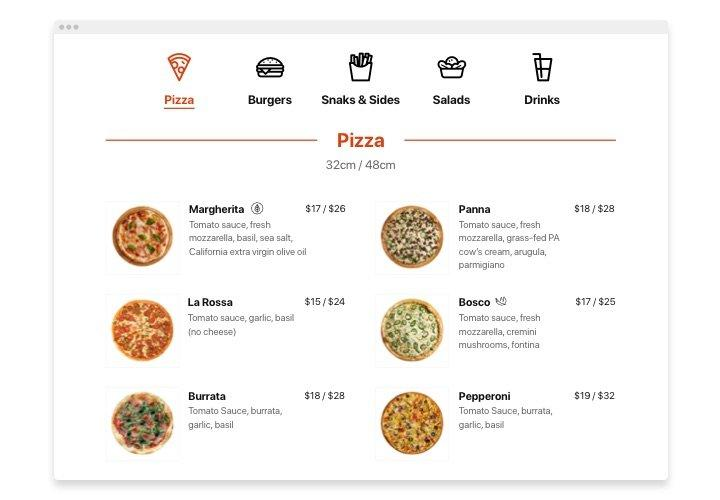 Pizza
Burgers
Snaks & Sides
Salads
Drinks
Pizza
32cm / 48cm
Margherita
$17 / $26
Tomato sauce, fresh
mozzarella, basil, sea salt,
California extra virgin olive oil
Panna
$18 / $28
Tomato sauce, fresh
mozzarella, grass-fed PA
cow's cream, arugula,
parmigiano
La Rossa
$15 / $24
Tomato sauce, garlic, basil
(no cheese)
Bosco
$17 / $25
Tomato sauce, fresh
mozzarella, cremini
mushrooms, fontina
Burrata
$18 / $28
Tomato Sauce, burrata,
garlic, basil
Pepperoni
$19 / $32
Tomato Sauce, burrata,
garlic, basil